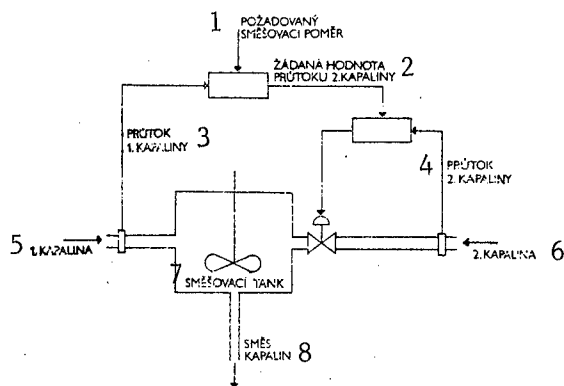 1 POŽADOVANÝ
SMĚŠOVACÍ POMĚR
ŽÁDANÁ HODNOTA 2
PRŮTOKU 2.KAPALINY
PRŮTOK 3
1. KAPALINY
4 PRŮTOK
2. KAPALINY
5 1. KAPALINA
2. KAPALINA 6
7
SMĚŠOVACÍ TANK
SMĚS
KAPALIN 8